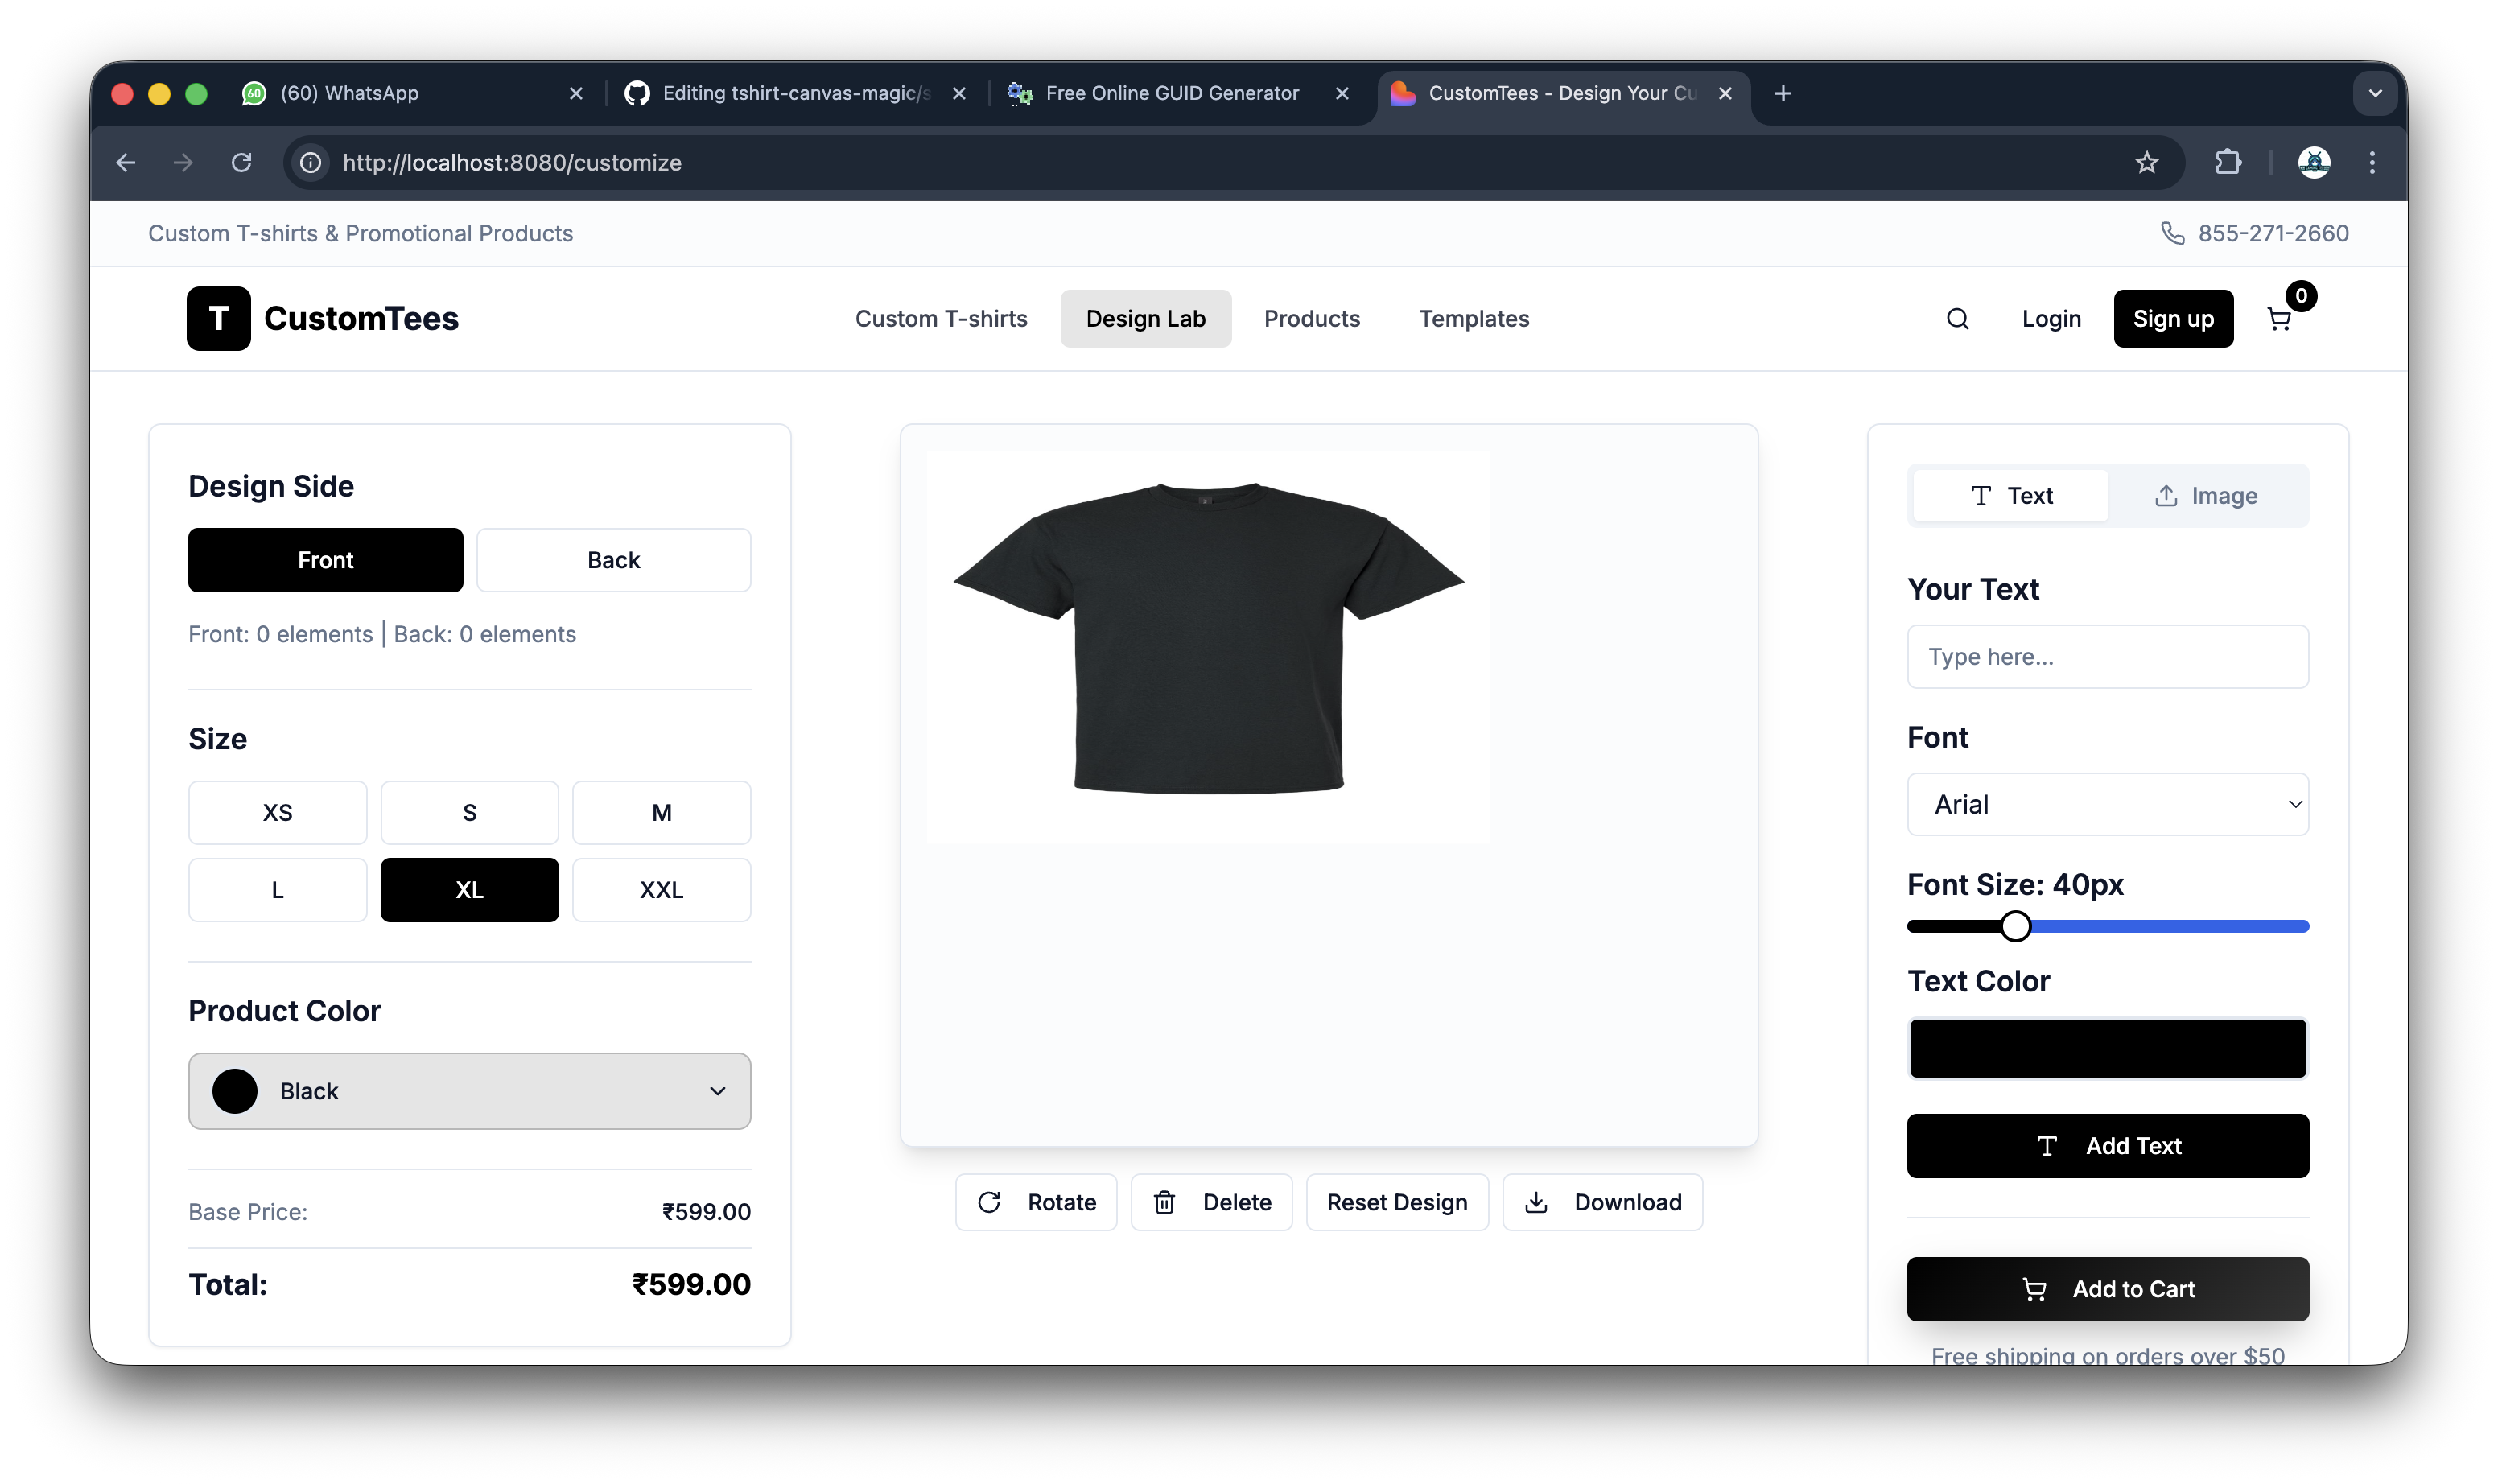 (60) WhatsApp
Editing tshirt-canvas-magic/s
Free Online GUID Generator
CustomTees - Design Your Cu
http://localhost:8080/customize
Custom T-shirts & Promotional Products
855-271-2660
T CustomTees
Custom T-shirts
Design Lab
Products
Templates
Login
Sign up
0
Design Side
Front
Back
Front: 0 elements | Back: 0 elements
Size
XS
S
M
L
XL
XXL
Product Color
Black
Base Price: ₹599.00
Total: ₹599.00
Rotate
Delete
Reset Design
Download
Text
Image
Your Text
Type here...
Font
Arial
Font Size: 40px
Text Color
Add Text
Add to Cart
Free shipping on orders over $50